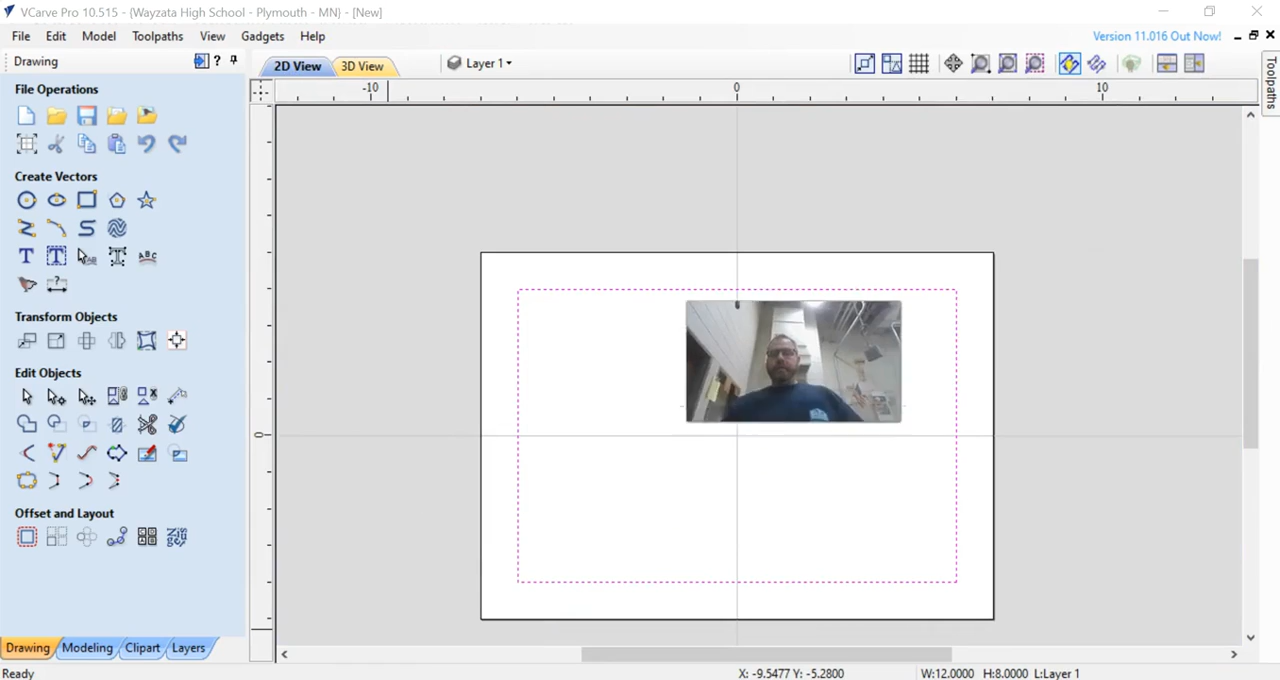 VCarve Pro 10.515 - {Wayzata High School - Plymouth - MN} - [New]
File Edit Model Toolpaths View Gadgets Help
Version 11.016 Out Now!
Drawing
2D View
3D View
Layer 1
Toolpaths
File Operations
-10 0 10
Create Vectors
Transform Objects
Edit Objects
0
Offset and Layout
Drawing Modeling Clipart Layers
Ready
X: -9.5477 Y: -5.2800
W:12.0000 H:8.0000 L:Layer 1